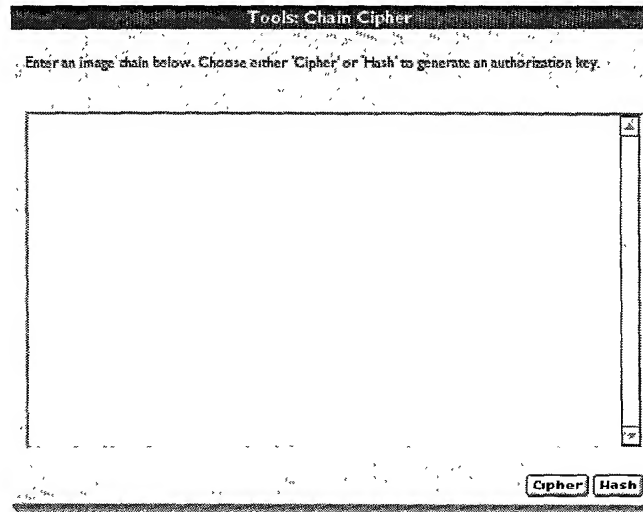 Tools: Chain Cipher
Enter an image chain below. Choose either 'Cipher' or 'Hash' to generate an authorization key.
Cipher Hash